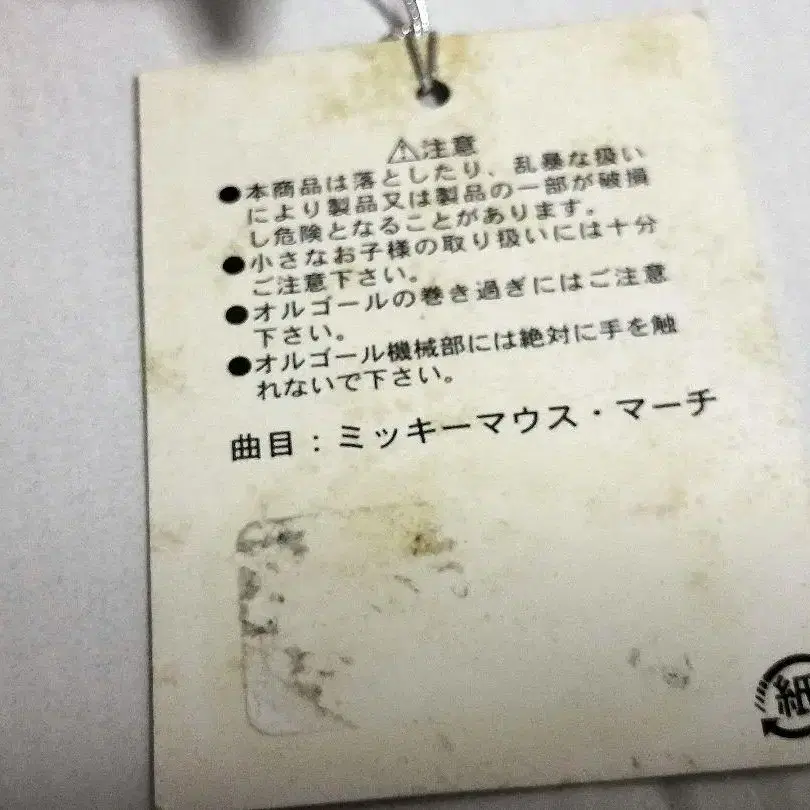 ⚠注意
●本商品は落としたり、乱暴な扱い
により製品又は製品の一部が破損
し危険となることがあります。
●小さなお子様の取り扱いには十分
ご注意下さい。
●オルゴールの巻き過ぎにはご注意
下さい。
●オルゴール機械部には絶対に手を触
れないで下さい。
曲目：ミッキーマウス・マーチ
紙